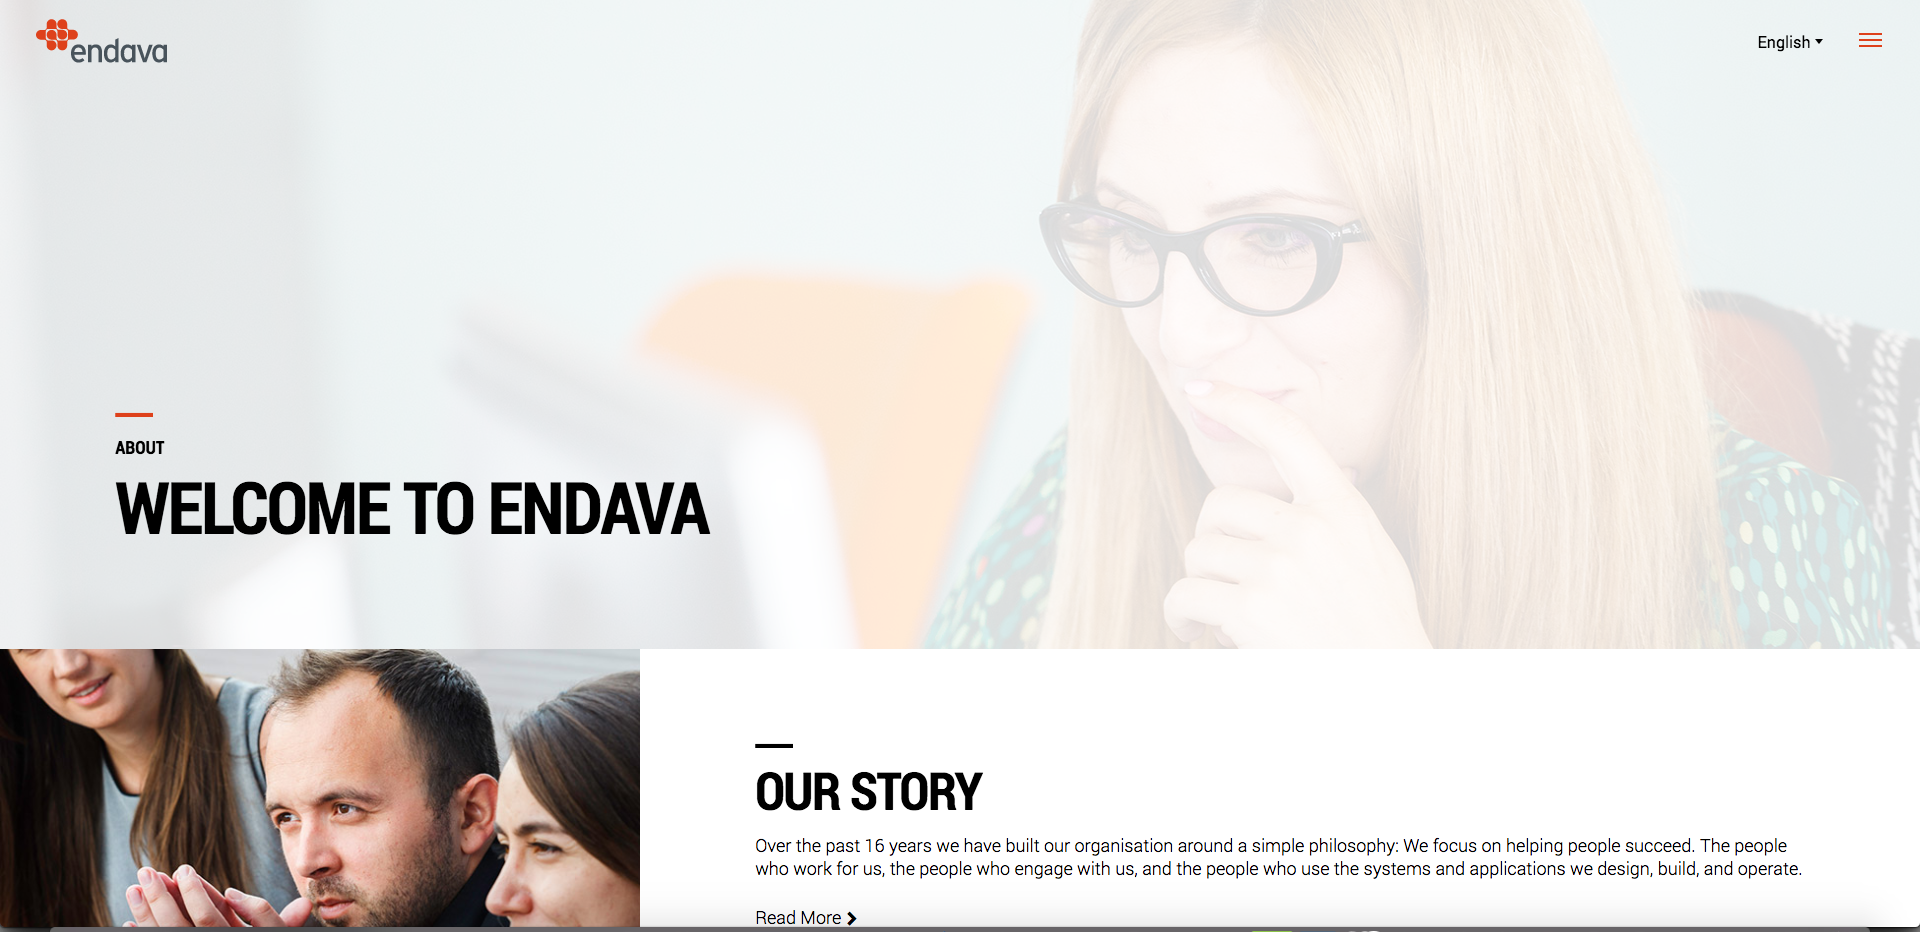 endava
English
ABOUT
WELCOME TO ENDAVA
OUR STORY
Over the past 16 years we have built our organisation around a simple philosophy: We focus on helping people succeed. The people
who work for us, the people who engage with us, and the people who use the systems and applications we design, build, and operate.
Read More